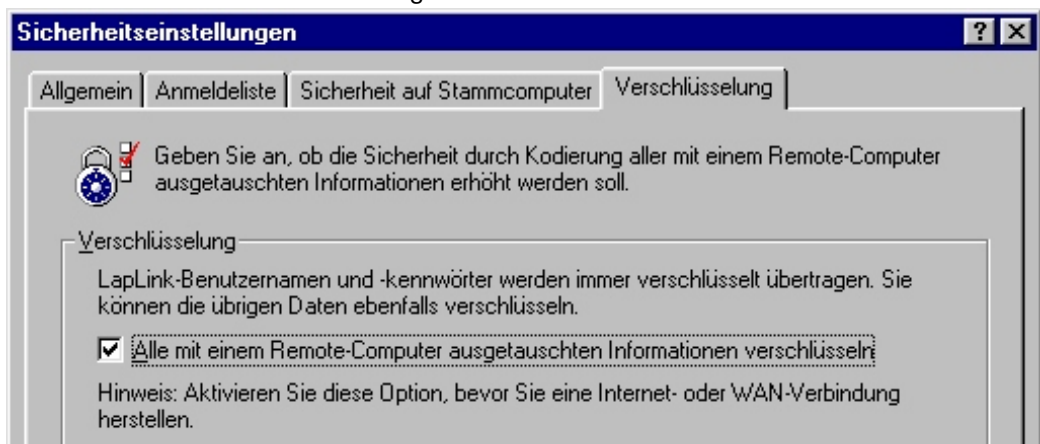 Sicherheitseinstellungen
Allgemein Anmeldeliste Sicherheit auf Stammcomputer Verschlüsselung
Geben Sie an, ob die Sicherheit durch Kodierung aller mit einem Remote-Computer
ausgetauschten Informationen erhöht werden soll.
Verschlüsselung
LapLink-Benutzernamen und -kennwörter werden immer verschlüsselt übertragen. Sie
können die übrigen Daten ebenfalls verschlüsseln.
Alle mit einem Remote-Computer ausgetauschten Informationen verschlüsseln
Hinweis: Aktivieren Sie diese Option, bevor Sie eine Internet- oder WAN-Verbindung
herstellen.